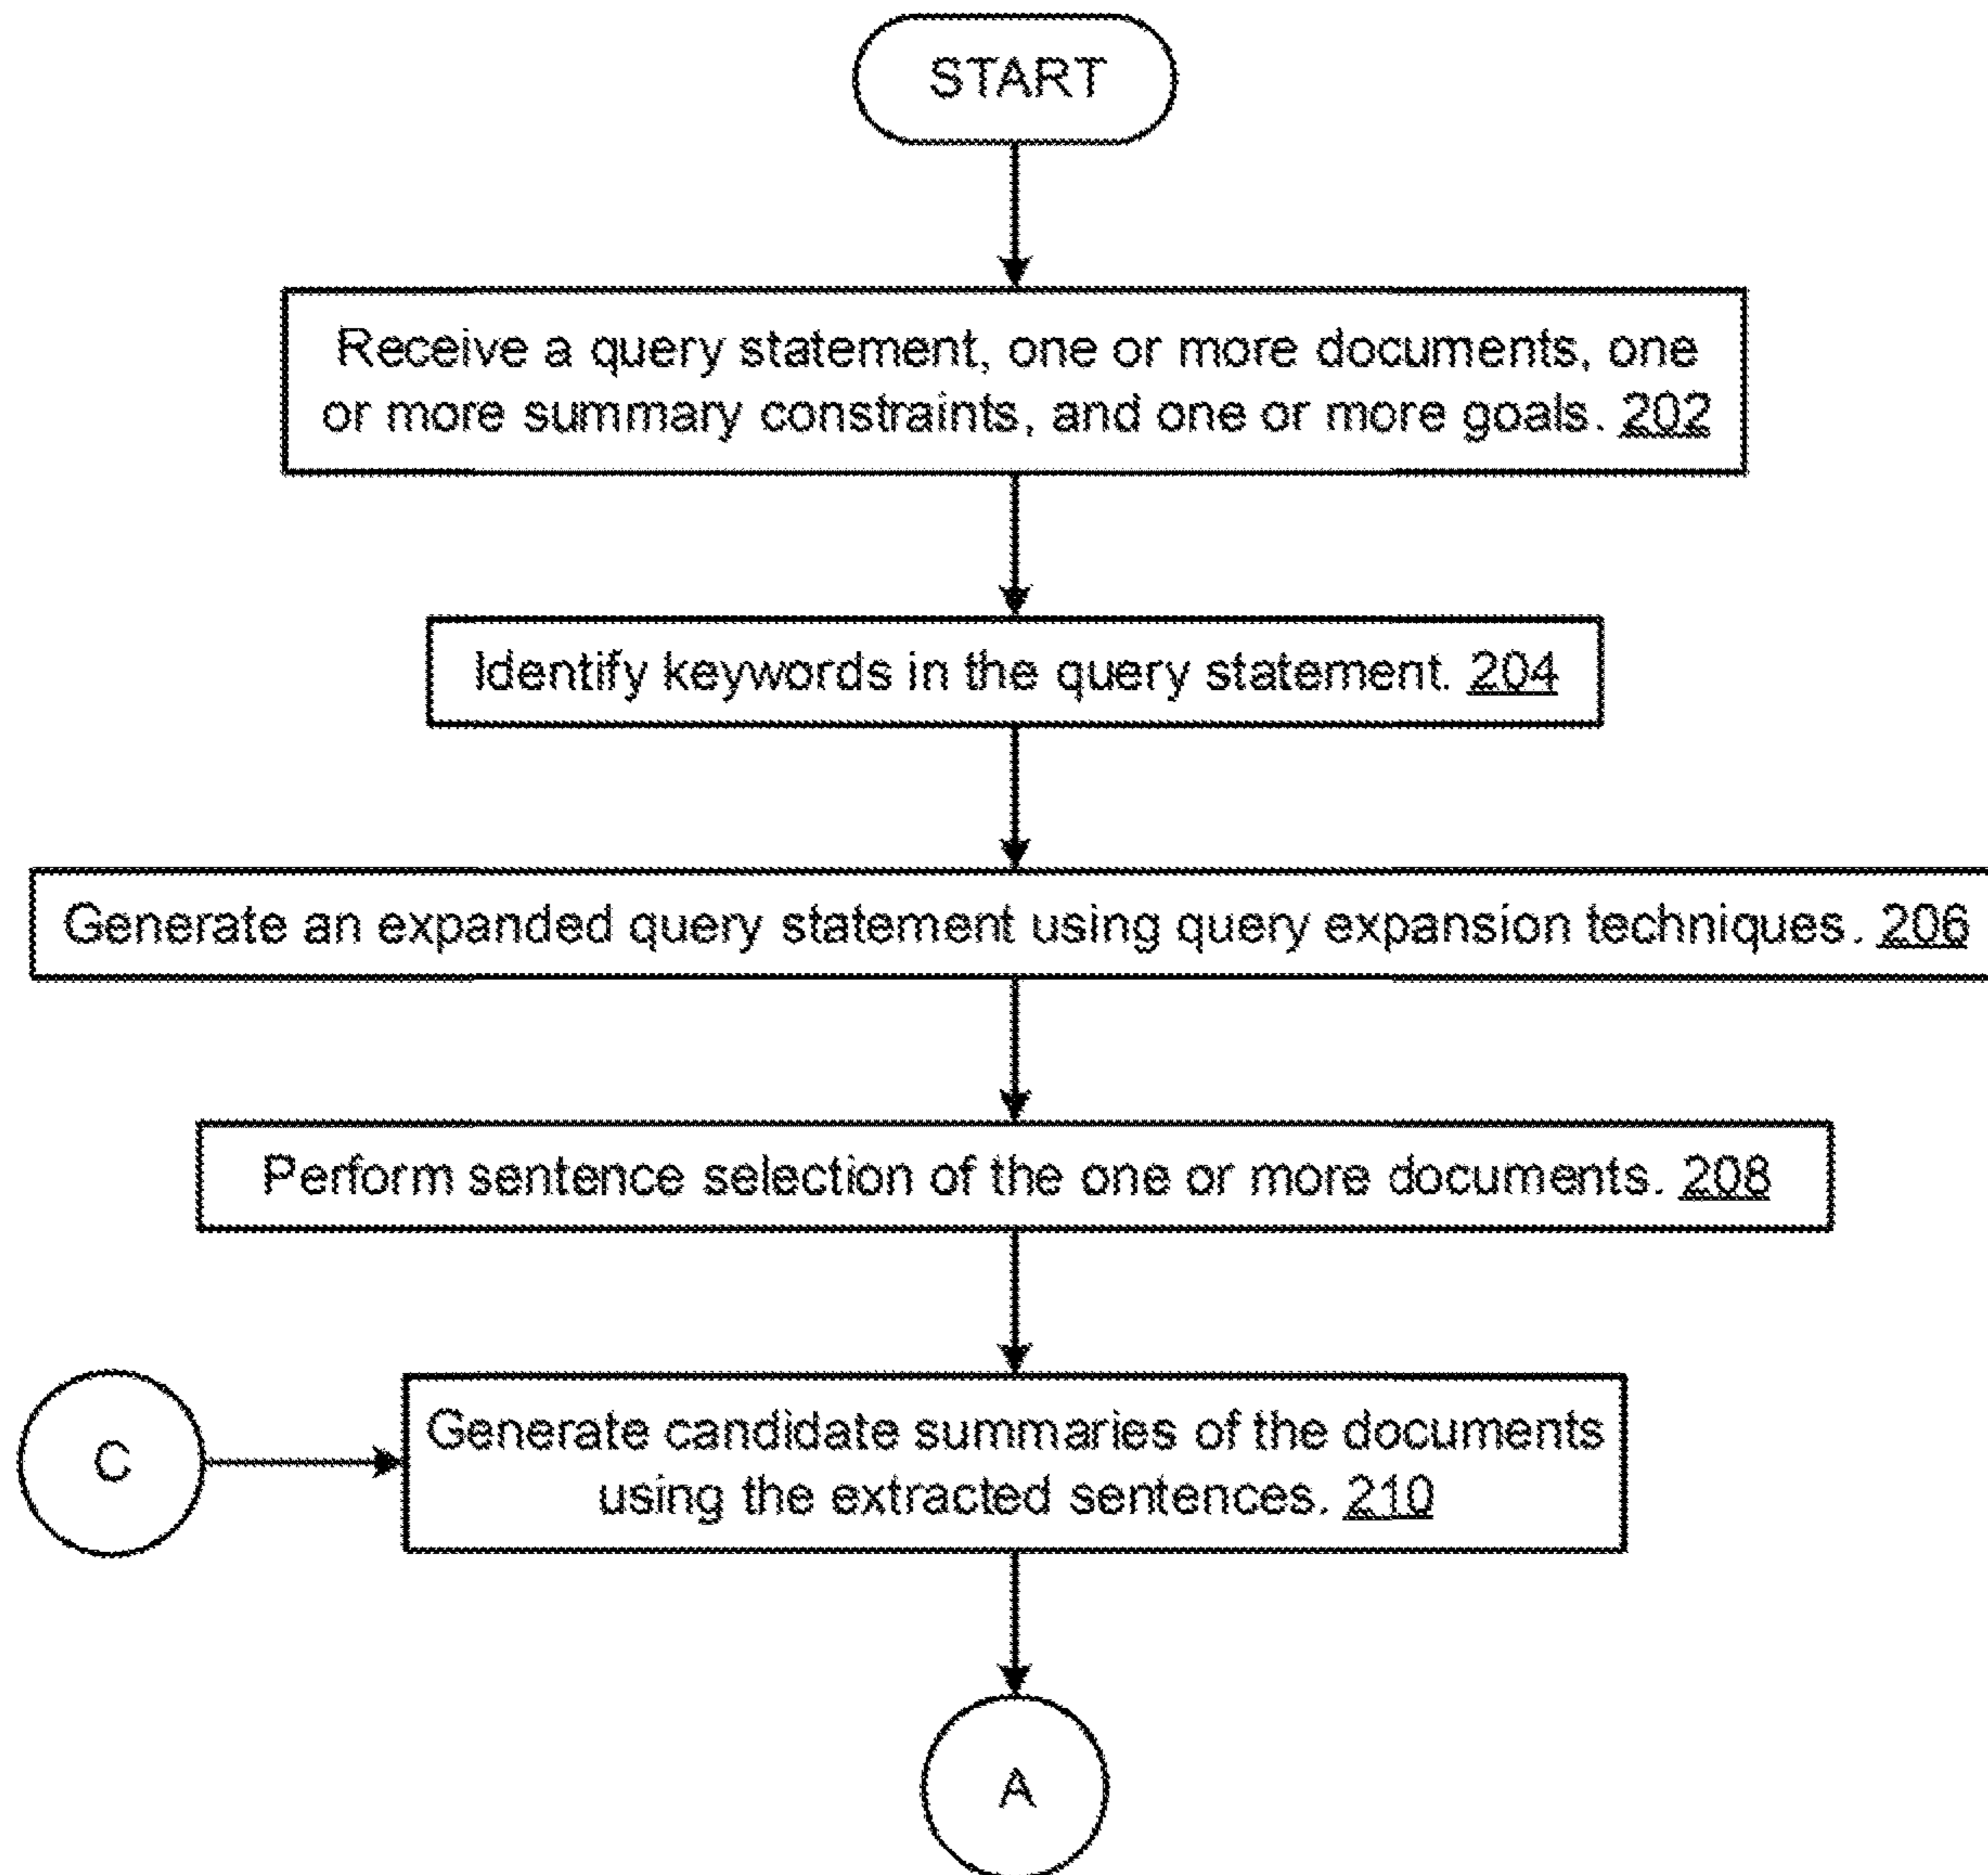 START
Receive a query statement, one or more documents, one
or more summary constraints, and one or more goals. 202
Identify keywords in the query statement. 204
Generate an expanded query statement using query expansion techniques. 206
Perform sentence selection of the one or more documents. 208
C
Generate candidate summaries of the documents
using the extracted sentences. 210
A